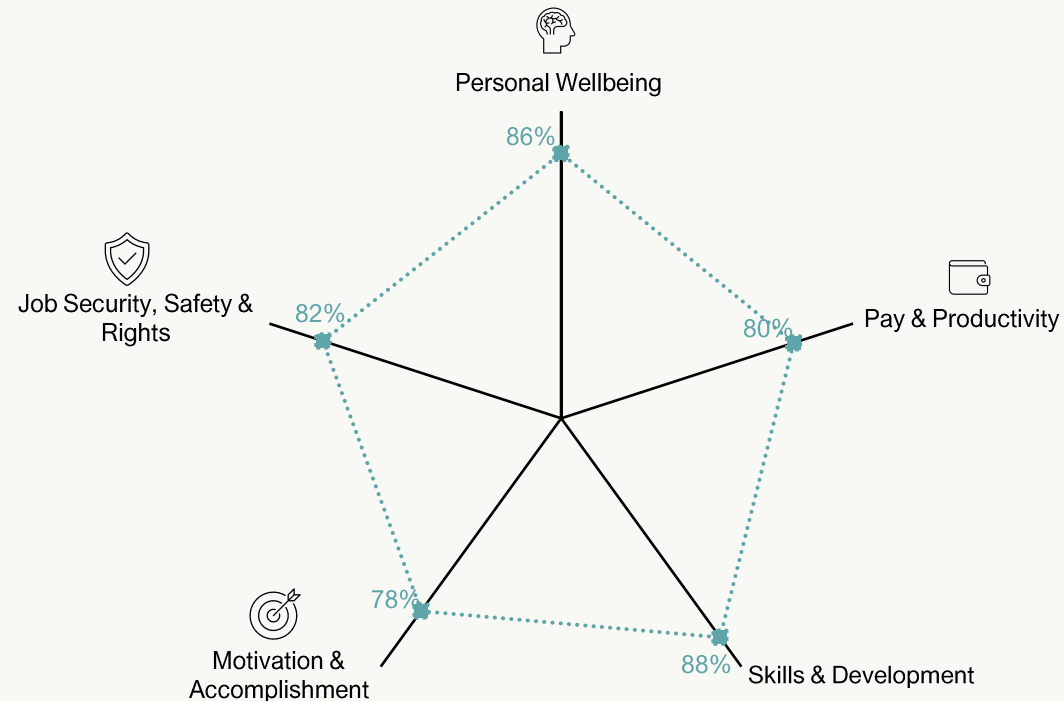 Personal Wellbeing
86%
Job Security, Safety &
Rights
82%
80%
Pay & Productivity
78%
Motivation &
Accomplishment
88%
Skills & Development